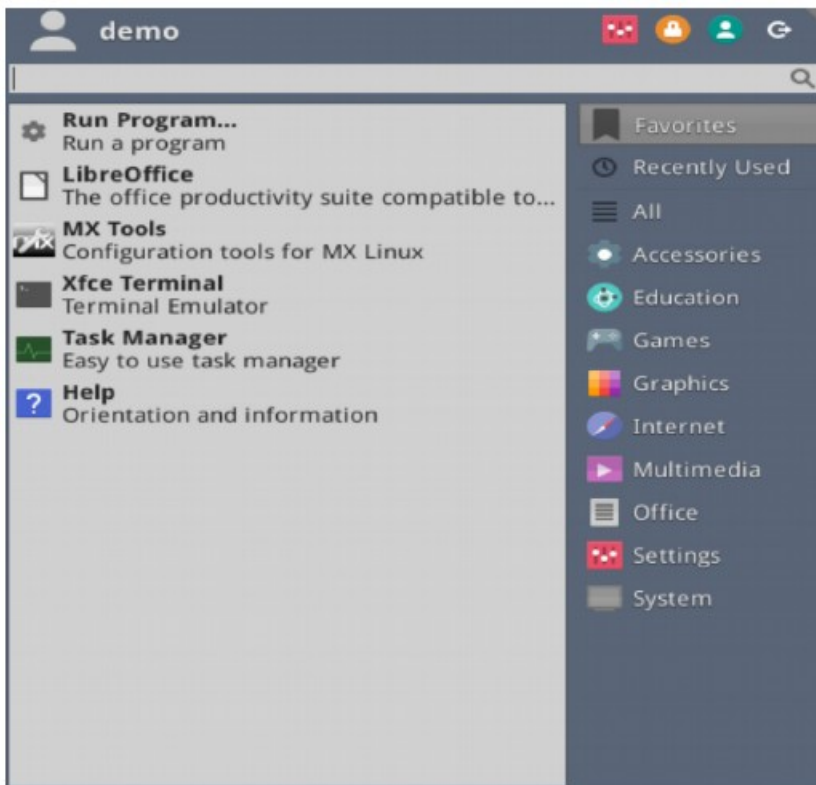 demo
Run Program...
Run a program
LibreOffice
The office productivity suite compatible to...
MX Tools
Configuration tools for MX Linux
Xfce Terminal
Terminal Emulator
Task Manager
Easy to use task manager
Help
Orientation and information
Favorites
Recently Used
All
Accessories
Education
Games
Graphics
Internet
Multimedia
Office
Settings
System